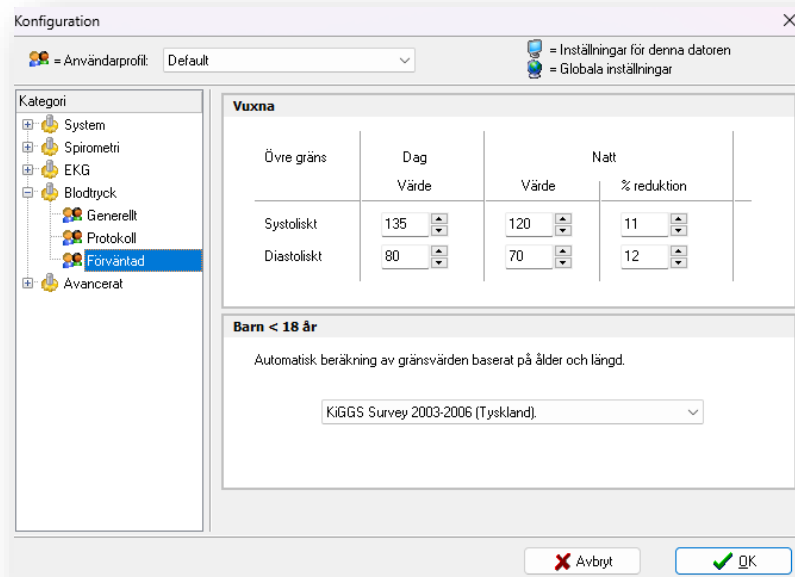 Konfiguration
= Användarprofil: Default
= Inställningar för denna datoren
= Globala inställningar
Kategori
System
Spirometri
EKG
Blodtryck
Generellt
Protokoll
Förväntad
Avancerat
Vuxna
Övre gräns Dag Natt
Värde Värde % reduktion
Systoliskt 135 120 11
Diastoliskt 80 70 12
Barn < 18 år
Automatisk beräkning av gränsvärden baserat på ålder och längd.
KiGGS Survey 2003-2006 (Tyskland).
Avbryt OK